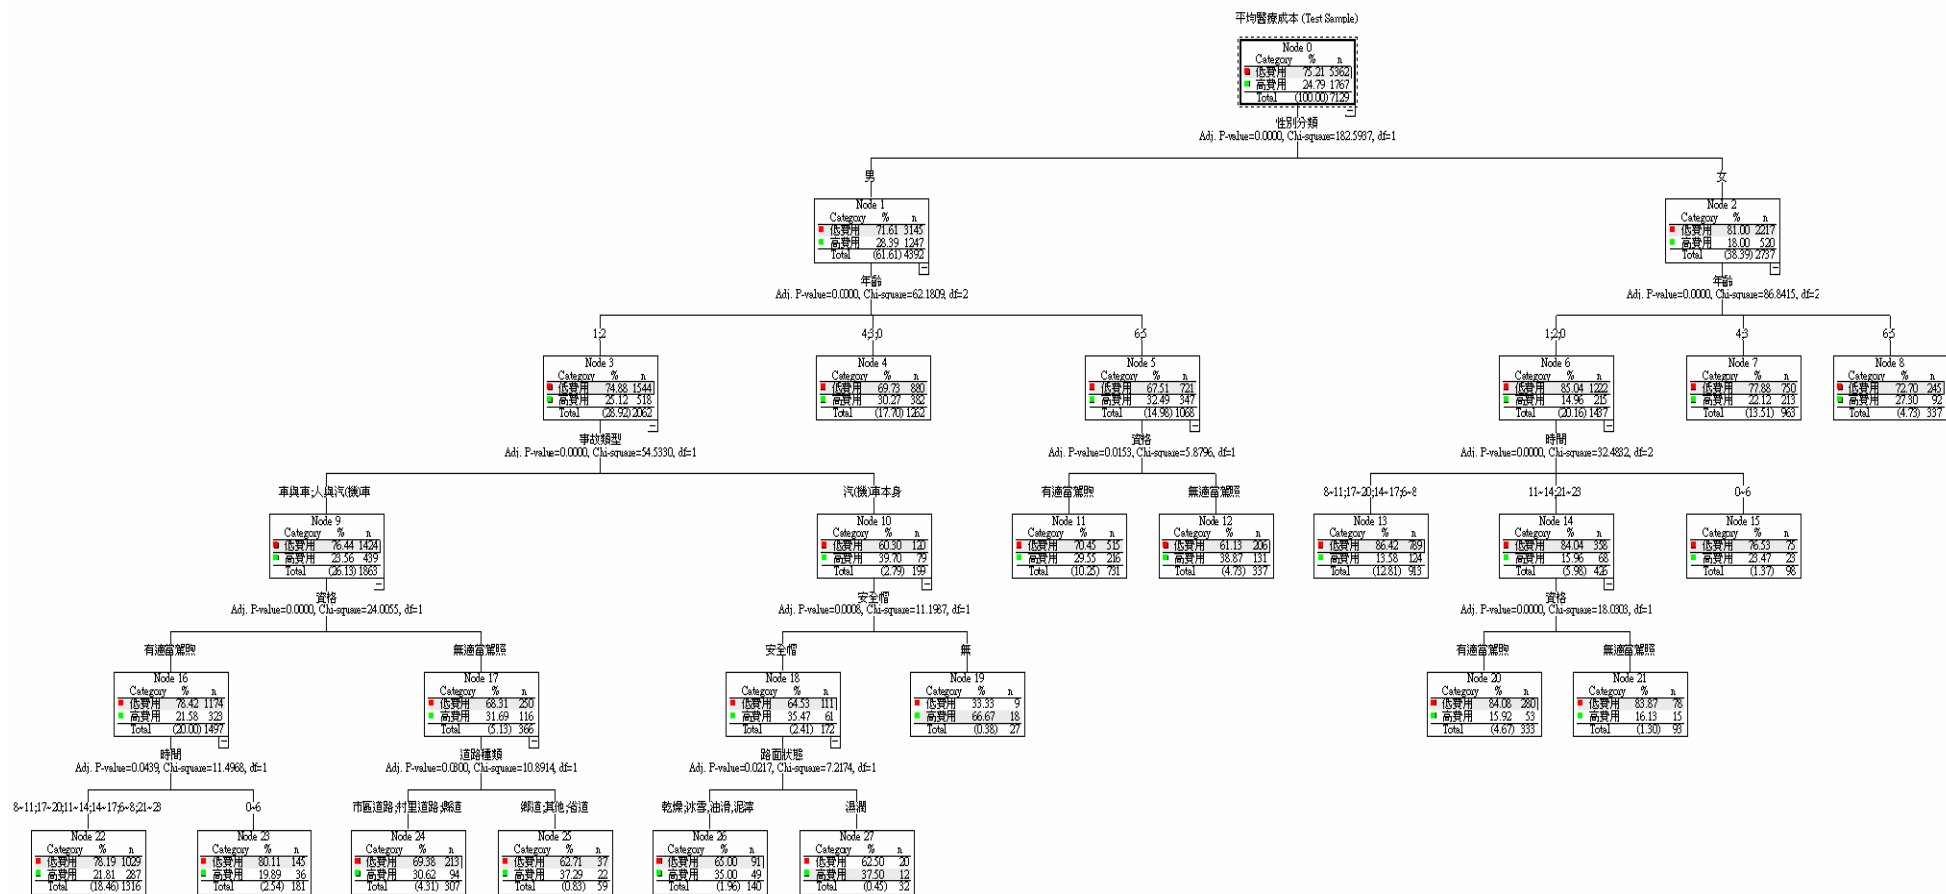 平均醫療成本 (Test Sample)
Node 0
Category % n
低費用 75.21 5362
高費用 24.79 1767
Total (100.00) 7129
性別分類
Adj. P-value=0.0000, Chi-square=182.5937, df=1
男
女
Node 1
Category % n
低費用 71.61 3145
高費用 28.39 1247
Total (61.61) 4392
Node 2
Category % n
低費用 81.00 2217
高費用 18.00 520
Total (38.39) 2737
年齡
Adj. P-value=0.0000, Chi-square=62.1809, df=2
年齡
Adj. P-value=0.0000, Chi-square=86.8415, df=2
1;2
4;3;0
6;5
1;2;0
4;3
6;5
Node 3
Category % n
低費用 74.88 1544
高費用 25.12 518
Total (28.92) 2062
Node 4
Category % n
低費用 69.73 880
高費用 30.27 382
Total (17.70) 1262
Node 5
Category % n
低費用 67.51 721
高費用 32.49 347
Total (14.98) 1068
Node 6
Category % n
低費用 85.04 1222
高費用 14.96 215
Total (20.16) 1437
Node 7
Category % n
低費用 77.88 750
高費用 22.12 213
Total (13.51) 963
Node 8
Category % n
低費用 72.70 245
高費用 27.30 92
Total (4.73) 337
事故類型
Adj. P-value=0.0000, Chi-square=54.5330, df=1
資格
Adj. P-value=0.0153, Chi-square=5.8796, df=1
時間
Adj. P-value=0.0000, Chi-square=32.4832, df=2
車與車;人與汽(機)車
汽(機)車本身
有適當駕照
無適當駕照
8~11;17~20;14~17;6~8
11~14;21~23
0~6
Node 9
Category % n
低費用 76.44 1424
高費用 23.56 439
Total (26.13) 1863
Node 10
Category % n
低費用 60.30 120
高費用 39.70 79
Total (2.79) 199
Node 11
Category % n
低費用 70.45 515
高費用 29.55 216
Total (10.25) 731
Node 12
Category % n
低費用 61.13 206
高費用 38.87 131
Total (4.73) 337
Node 13
Category % n
低費用 86.42 789
高費用 13.58 124
Total (12.81) 913
Node 14
Category % n
低費用 84.04 358
高費用 15.96 68
Total (5.98) 426
Node 15
Category % n
低費用 76.53 75
高費用 23.47 23
Total (1.37) 98
資格
Adj. P-value=0.0000, Chi-square=24.0055, df=1
安全帽
Adj. P-value=0.0008, Chi-square=11.1987, df=1
資格
Adj. P-value=0.0000, Chi-square=18.0303, df=1
有適當駕照
無適當駕照
安全帽
無
有適當駕照
無適當駕照
Node 16
Category % n
低費用 78.42 1174
高費用 21.58 323
Total (20.00) 1497
Node 17
Category % n
低費用 68.31 250
高費用 31.69 116
Total (5.13) 366
Node 18
Category % n
低費用 64.53 111
高費用 35.47 61
Total (2.41) 172
Node 19
Category % n
低費用 33.33 9
高費用 66.67 18
Total (0.38) 27
Node 20
Category % n
低費用 84.08 280
高費用 15.92 53
Total (4.67) 333
Node 21
Category % n
低費用 83.87 78
高費用 16.13 15
Total (1.30) 93
時間
Adj. P-value=0.0439, Chi-square=11.4968, df=1
道路種類
Adj. P-value=0.0300, Chi-square=10.8914, df=1
路面狀態
Adj. P-value=0.0217, Chi-square=7.2174, df=1
8~11;17~20;11~14;14~17;6~8;21~23
0~6
市區道路;村里道路;縣道
鄉道;其他;省道
乾燥;冰雪;油滑;泥濘
濕潤
Node 22
Category % n
低費用 78.19 1029
高費用 21.81 287
Total (18.46) 1316
Node 23
Category % n
低費用 80.11 145
高費用 19.89 36
Total (2.54) 181
Node 24
Category % n
低費用 69.38 213
高費用 30.62 94
Total (4.31) 307
Node 25
Category % n
低費用 62.71 37
高費用 37.29 22
Total (0.83) 59
Node 26
Category % n
低費用 65.00 91
高費用 35.00 49
Total (1.96) 140
Node 27
Category % n
低費用 62.50 20
高費用 37.50 12
Total (0.45) 32